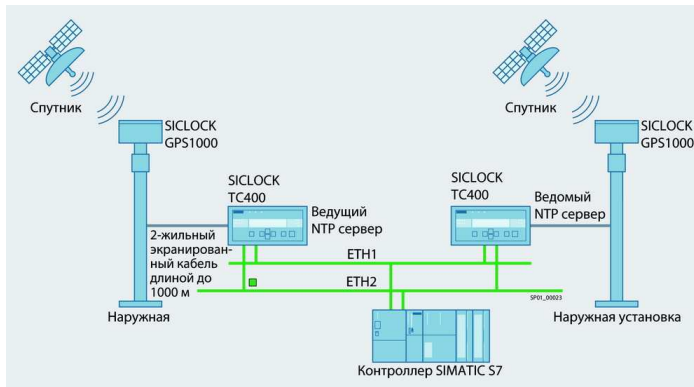 Спутник
Спутник
SICLOCK
GPS1000
SICLOCK
GPS1000
SICLOCK
TC400
SICLOCK
TC400
Ведущий
NTP сервер
Ведомый
NTP сервер
2-жильный
экранирован-
ный кабель
длиной до
1000 м
ETH1
ETH2
SP01_00023
Наружная
Наружная установка
Контроллер SIMATIC S7